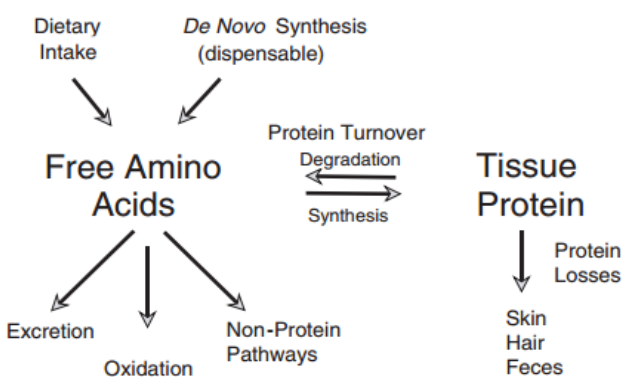 Dietary
Intake
De Novo Synthesis
(dispensable)
Protein Turnover
Degradation
Synthesis
Free Amino
Acids
Tissue
Protein
Protein
Losses
Excretion
Oxidation
Non-Protein
Pathways
Skin
Hair
Feces